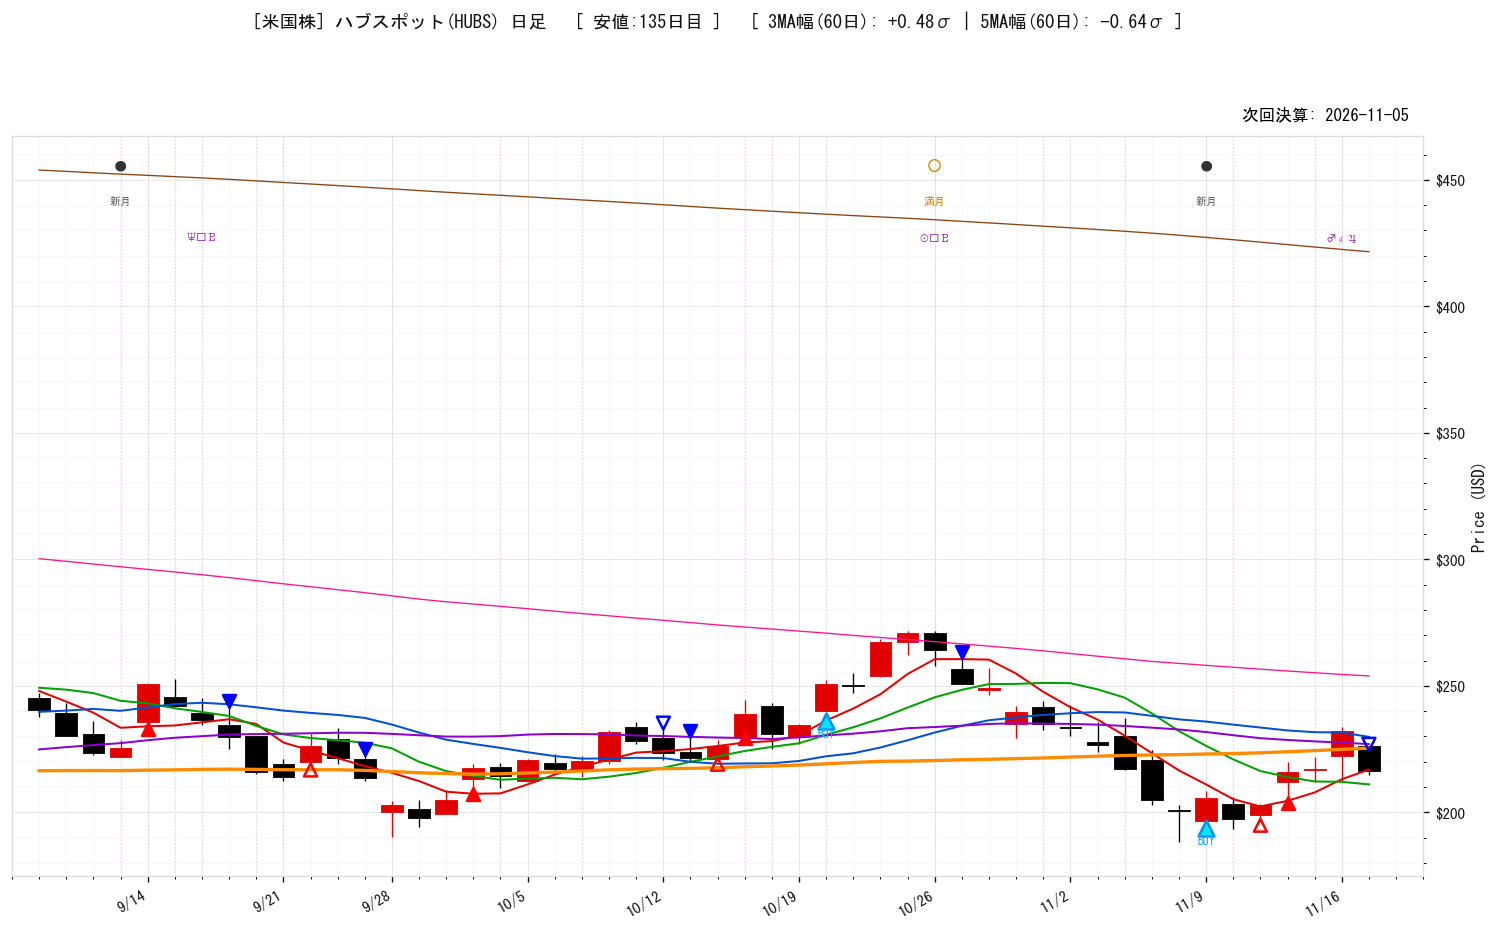 [米国株] ハブスポット(HUBS) 日足 [ 安値:135日目 ] [ 3MA幅(60日): +0.48σ | 5MA幅(60日): -0.64σ ]
次回決算: 2026-11-05
新月
満月
新月
♆□♇
☉□♇
♂☌♃
$450
$400
$350
$300
$250
$200
Price (USD)
BUY
9/14
9/21
9/28
10/5
10/12
10/19
10/26
11/2
11/9
11/16